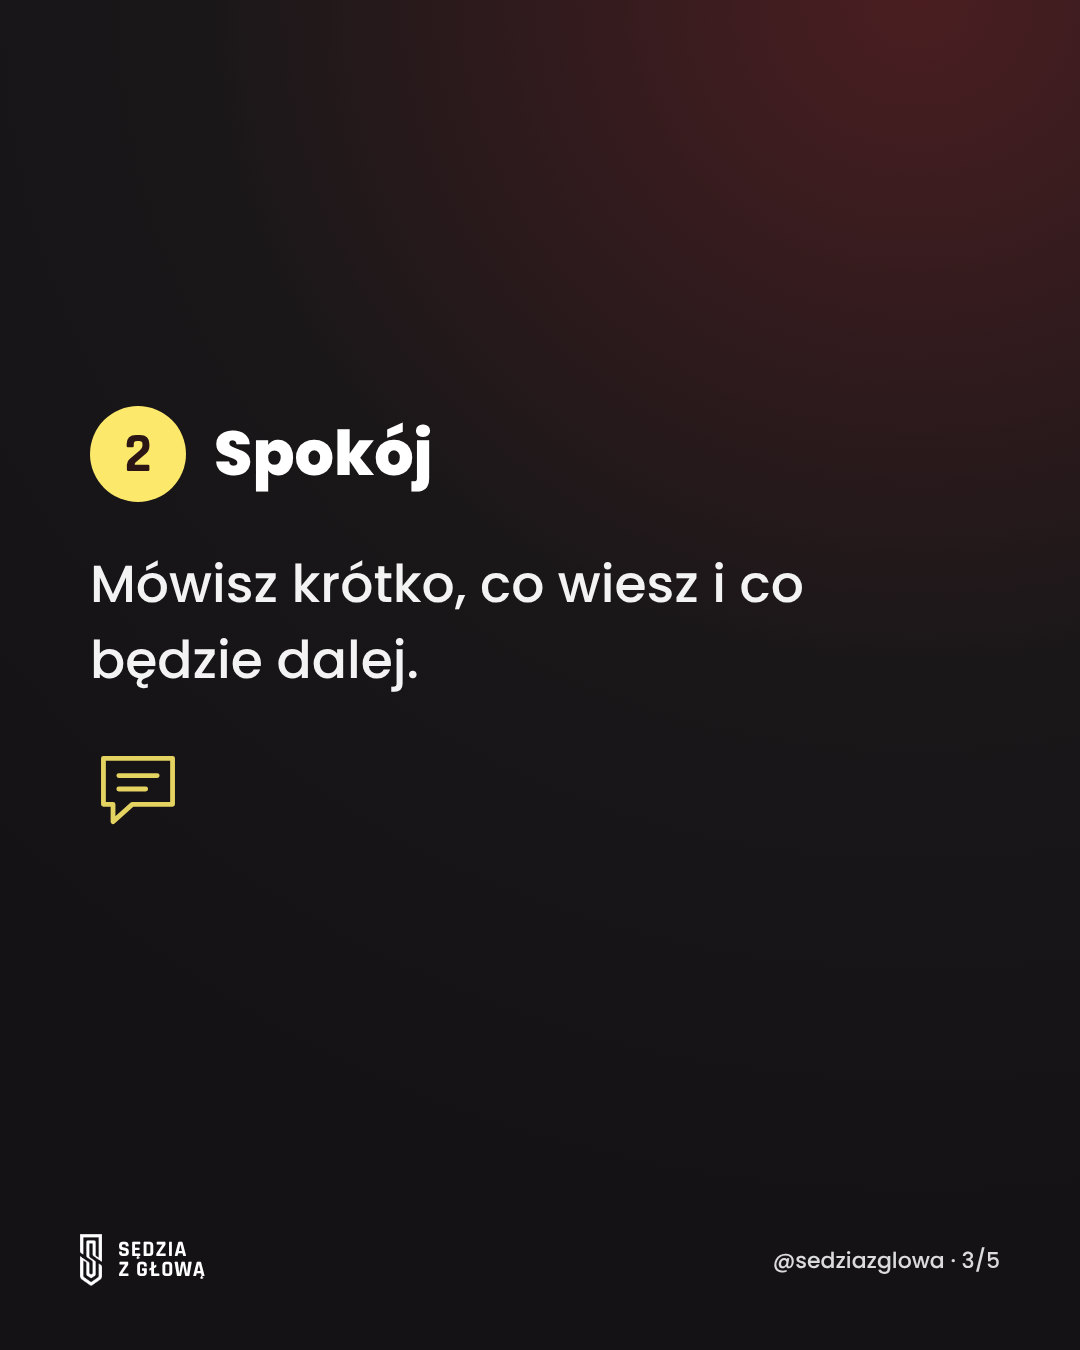 2 Spokój
Mówisz krótko, co wiesz i co
będzie dalej.
SĘDZIA
Z GŁOWĄ
@sedziazglowa · 3/5